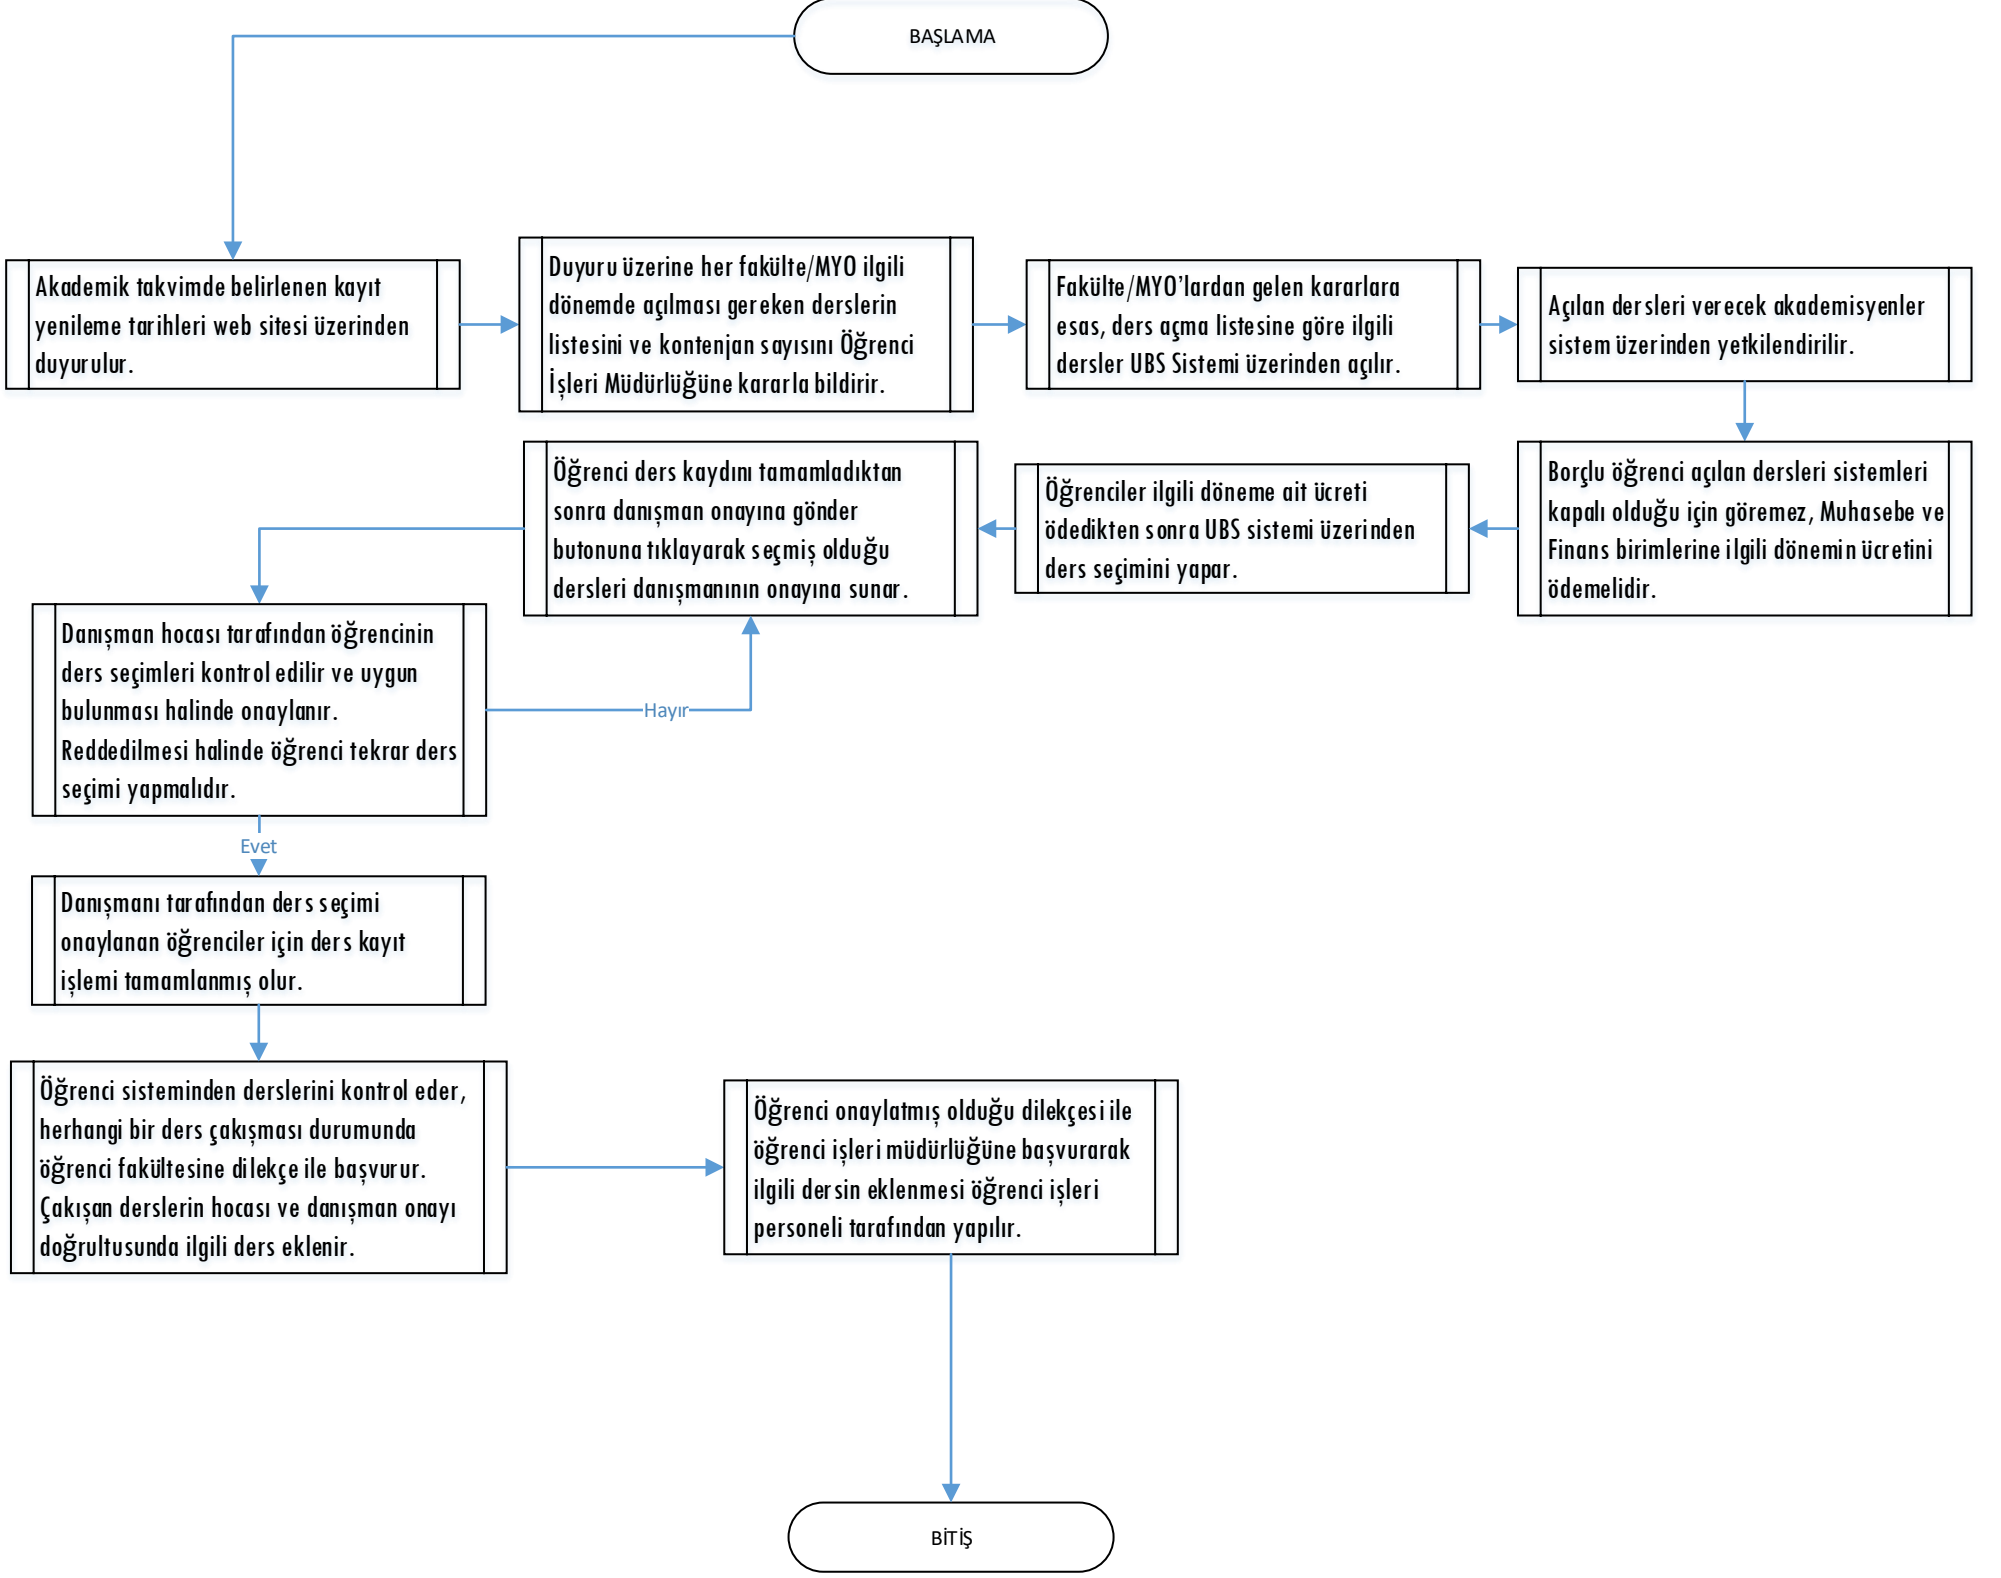 BAŞLAMA
Akademik takvimde belirlenen kayıt
yenileme tarihleri web sitesi üzerinden
duyurulur.
Duyuru üzerine her fakülte/MYO ilgili
dönemde açılması gereken derslerin
listesini ve kontenjan sayısını Öğrenci
İşleri Müdürlüğüne kararla bildirir.
Fakülte/MYO’lardan gelen kararlara
esas, ders açma listesine göre ilgili
dersler UBS Sistemi üzerinden açılır.
Açılan dersleri verecek akademisyenler
sistem üzerinden yetkilendirilir.
Borçlu öğrenci açılan dersleri sistemleri
kapalı olduğu için göremez, Muhasebe ve
Finans birimlerine ilgili dönemin ücretini
ödemelidir.
Öğrenciler ilgili döneme ait ücreti
ödedikten sonra UBS sistemi üzerinden
ders seçimini yapar.
Öğrenci ders kaydını tamamladıktan
sonra danışman onayına gönder
butonuna tıklayarak seçmiş olduğu
dersleri danışmanının onayına sunar.
Danışman hocası tarafından öğrencinin
ders seçimleri kontrol edilir ve uygun
bulunması halinde onaylanır.
Reddedilmesi halinde öğrenci tekrar ders
seçimi yapmalıdır.
Hayır
Evet
Danışmanı tarafından ders seçimi
onaylanan öğrenciler için ders kayıt
işlemi tamamlanmış olur.
Öğrenci sisteminden derslerini kontrol eder,
herhangi bir ders çakışması durumunda
öğrenci fakültesine dilekçe ile başvurur.
Çakışan derslerin hocası ve danışman onayı
doğrultusunda ilgili ders eklenir.
Öğrenci onaylatmış olduğu dilekçesi ile
öğrenci işleri müdürlüğüne başvurarak
ilgili dersin eklenmesi öğrenci işleri
personeli tarafından yapılır.
BİTİŞ